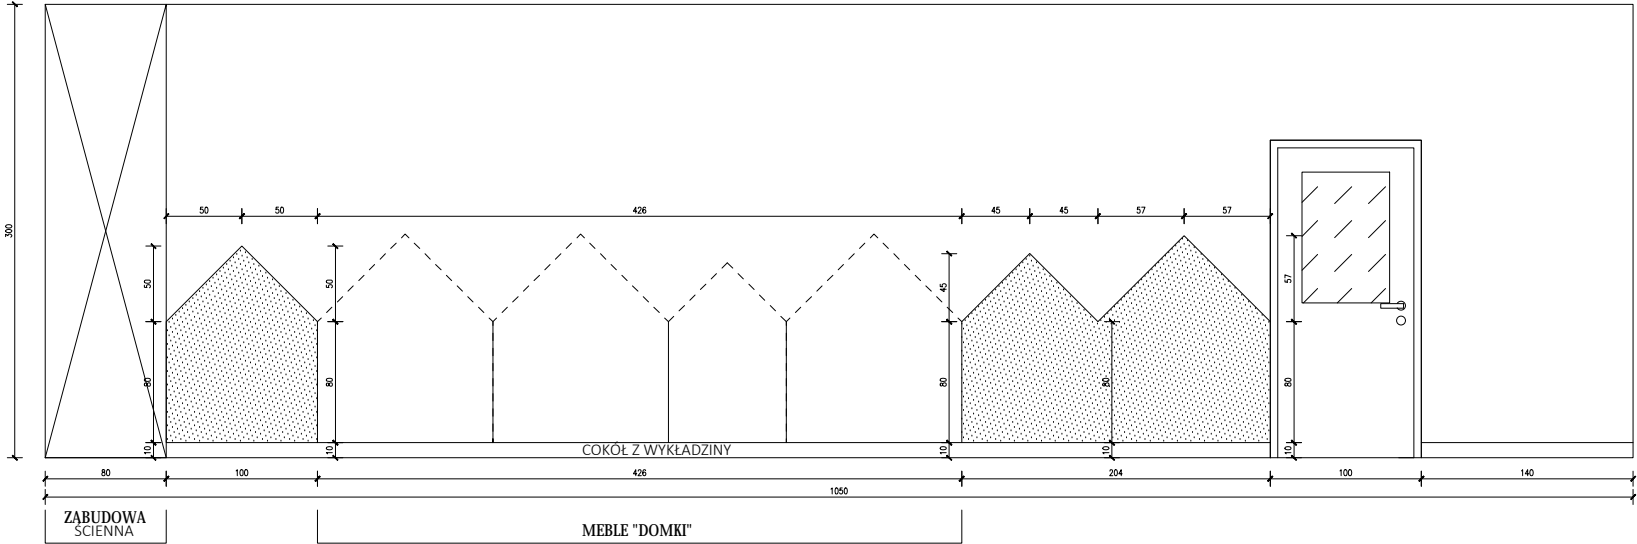 300
50 50 426 45 45 57 57
50 50 45 57
80 80 80 80 80
10 10 10 10 10
COKÓŁ Z WYKŁADZINY
80 100 426 204 100 140
1050
ZABUDOWA
ŚCIENNA
MEBLE "DOMKI"